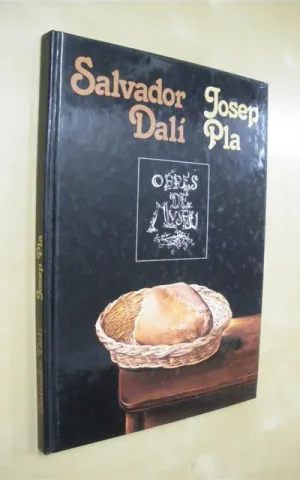 Salvador
Dalí
Josep
Pla
OBRES
DE
MUSEU
Salvador Dalí Josep Pla